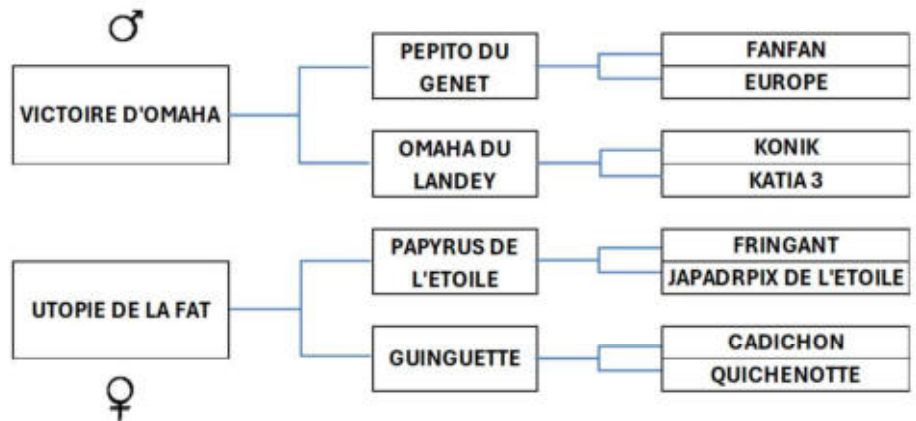 VICTOIRE D'OMAHA
PEPITO DU
GENET
FANFAN
EUROPE
OMAHA DU
LANDEY
KONIK
KATIA 3
UTOPIE DE LA FAT
PAPYRUS DE
L'ETOILE
FRINGANT
JAPADRPIX DE L'ETOILE
GUINGUETTE
CADICHON
QUICHENOTTE